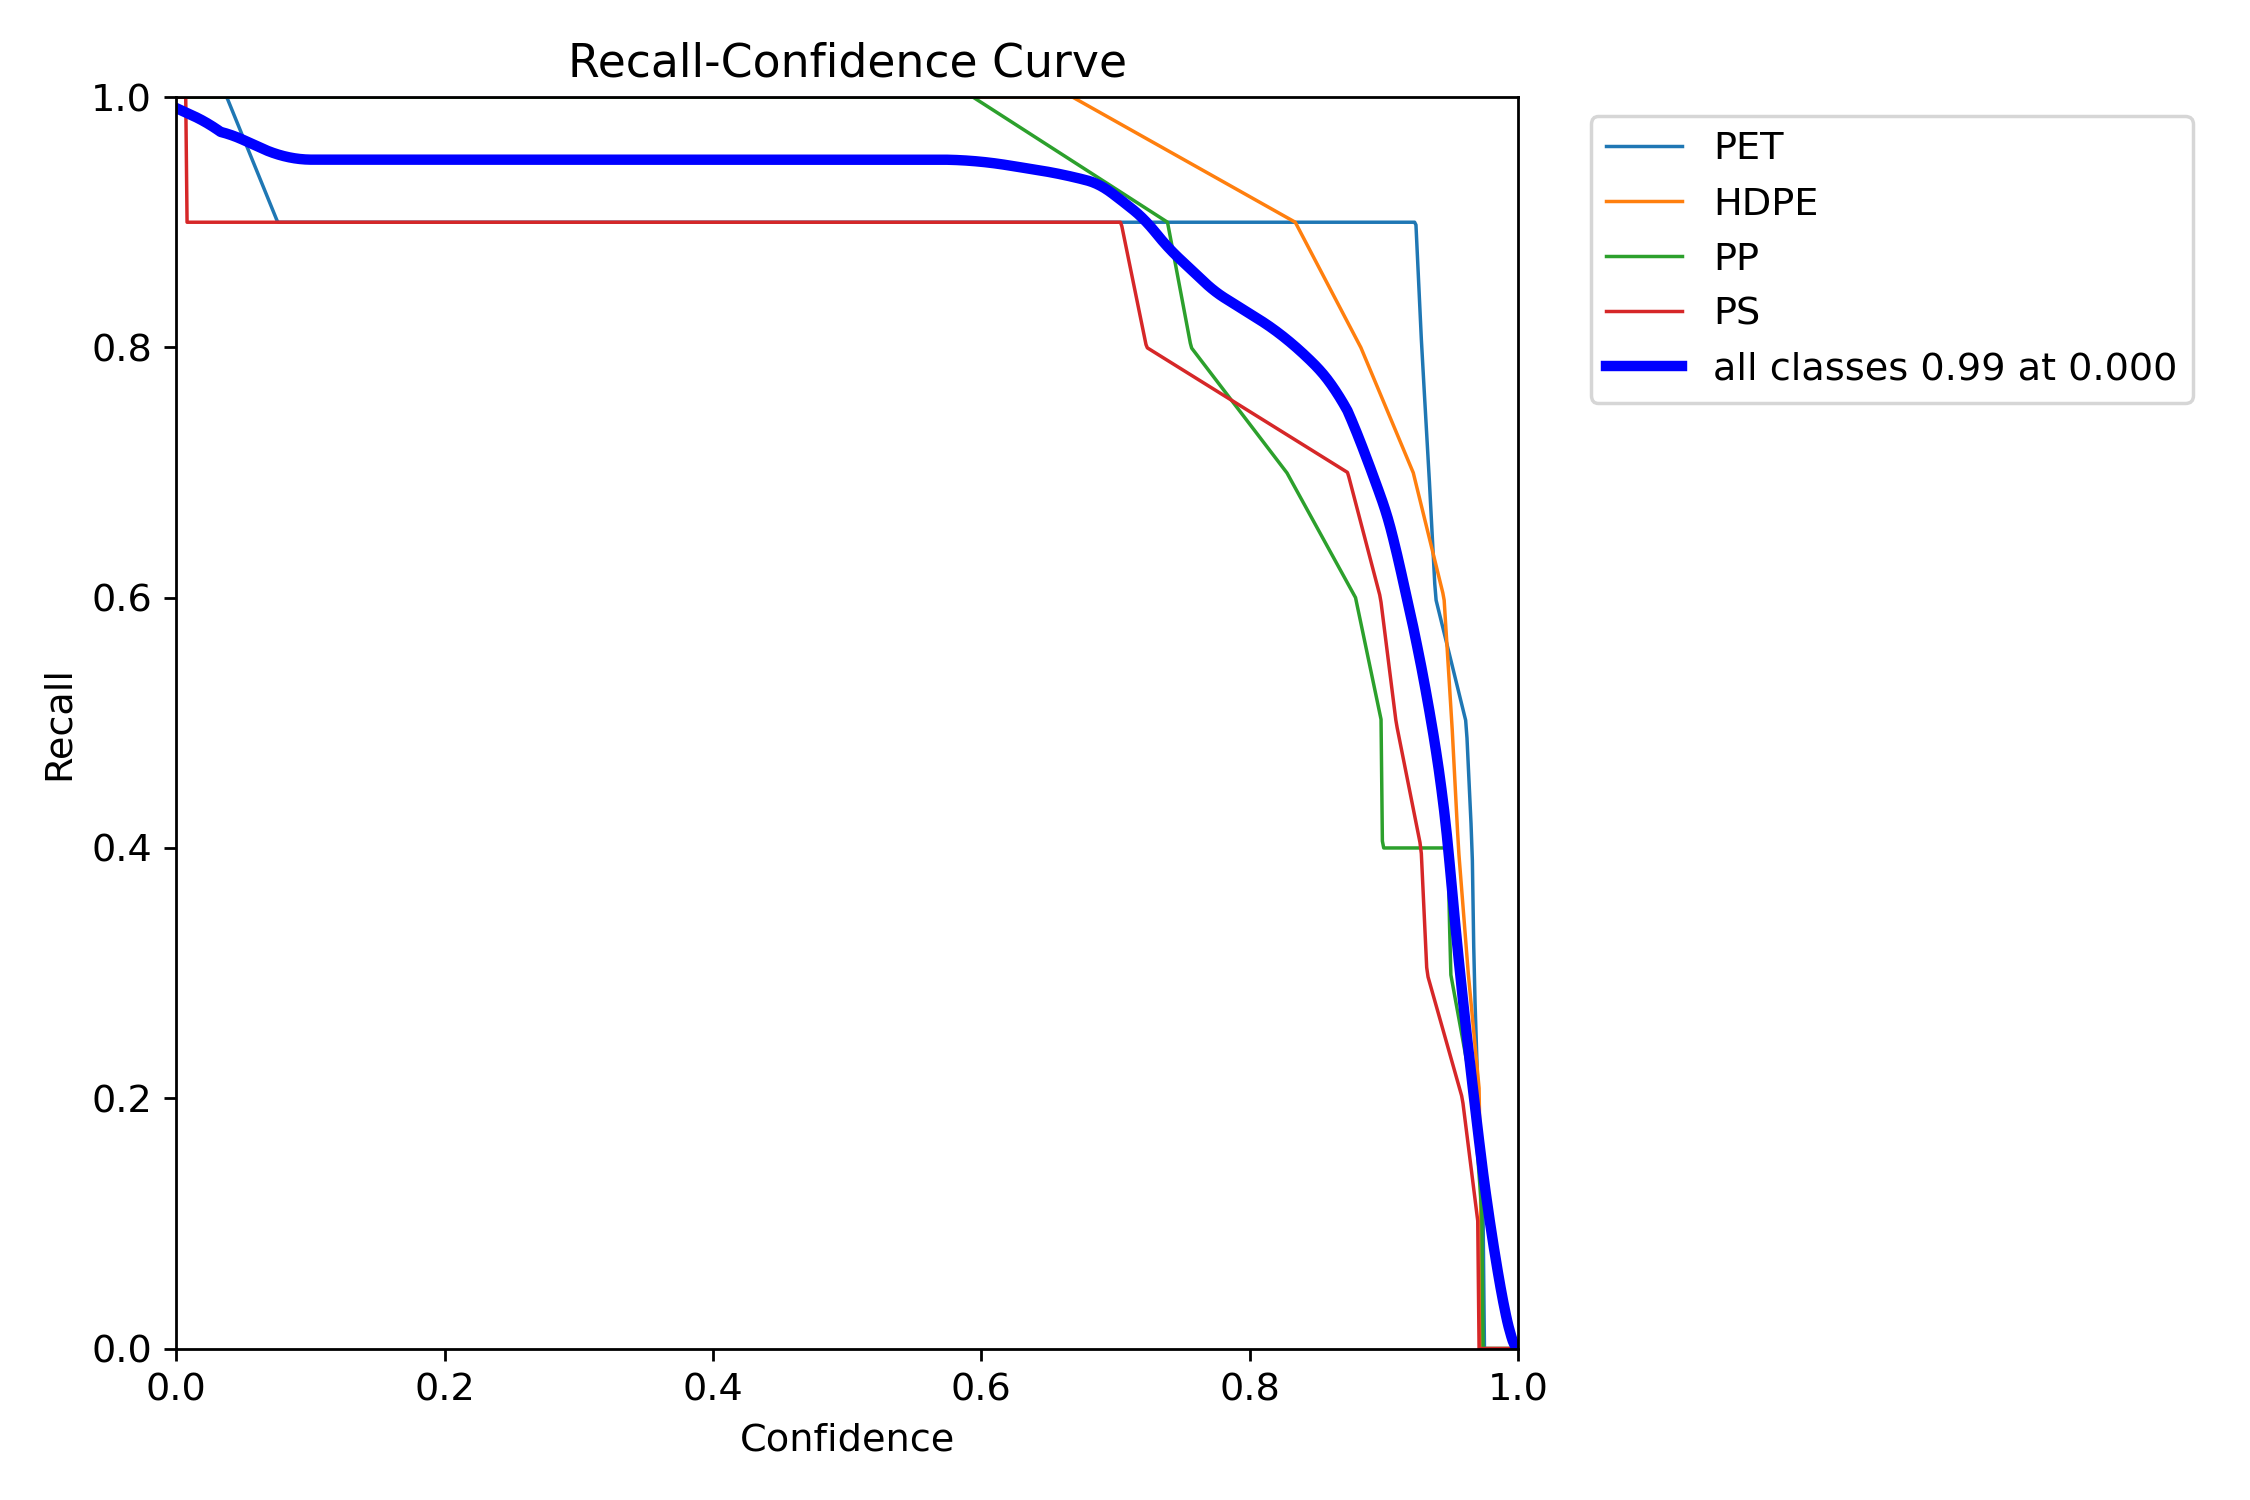 Recall-Confidence Curve
1.0
0.8
0.6
0.4
0.2
0.0
Recall
0.0 0.2 0.4 0.6 0.8 1.0
Confidence
PET
HDPE
PP
PS
all classes 0.99 at 0.000